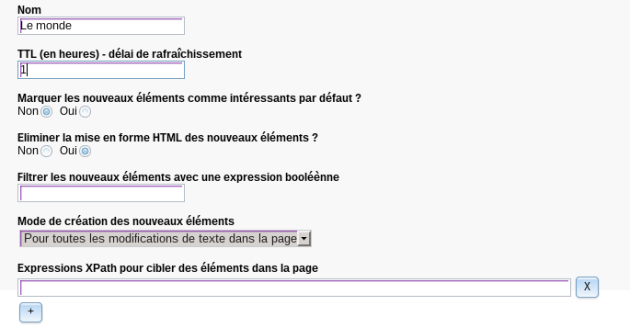 Nom
Le monde
TTL (en heures) - délai de rafraîchissement
1
Marquer les nouveaux éléments comme intéressants par défaut ?
Non Oui
Eliminer la mise en forme HTML des nouveaux éléments ?
Non Oui
Filtrer les nouveaux éléments avec une expression booléènne
Mode de création des nouveaux éléments
Pour toutes les modifications de texte dans la page
Expressions XPath pour cibler des éléments dans la page
X
+